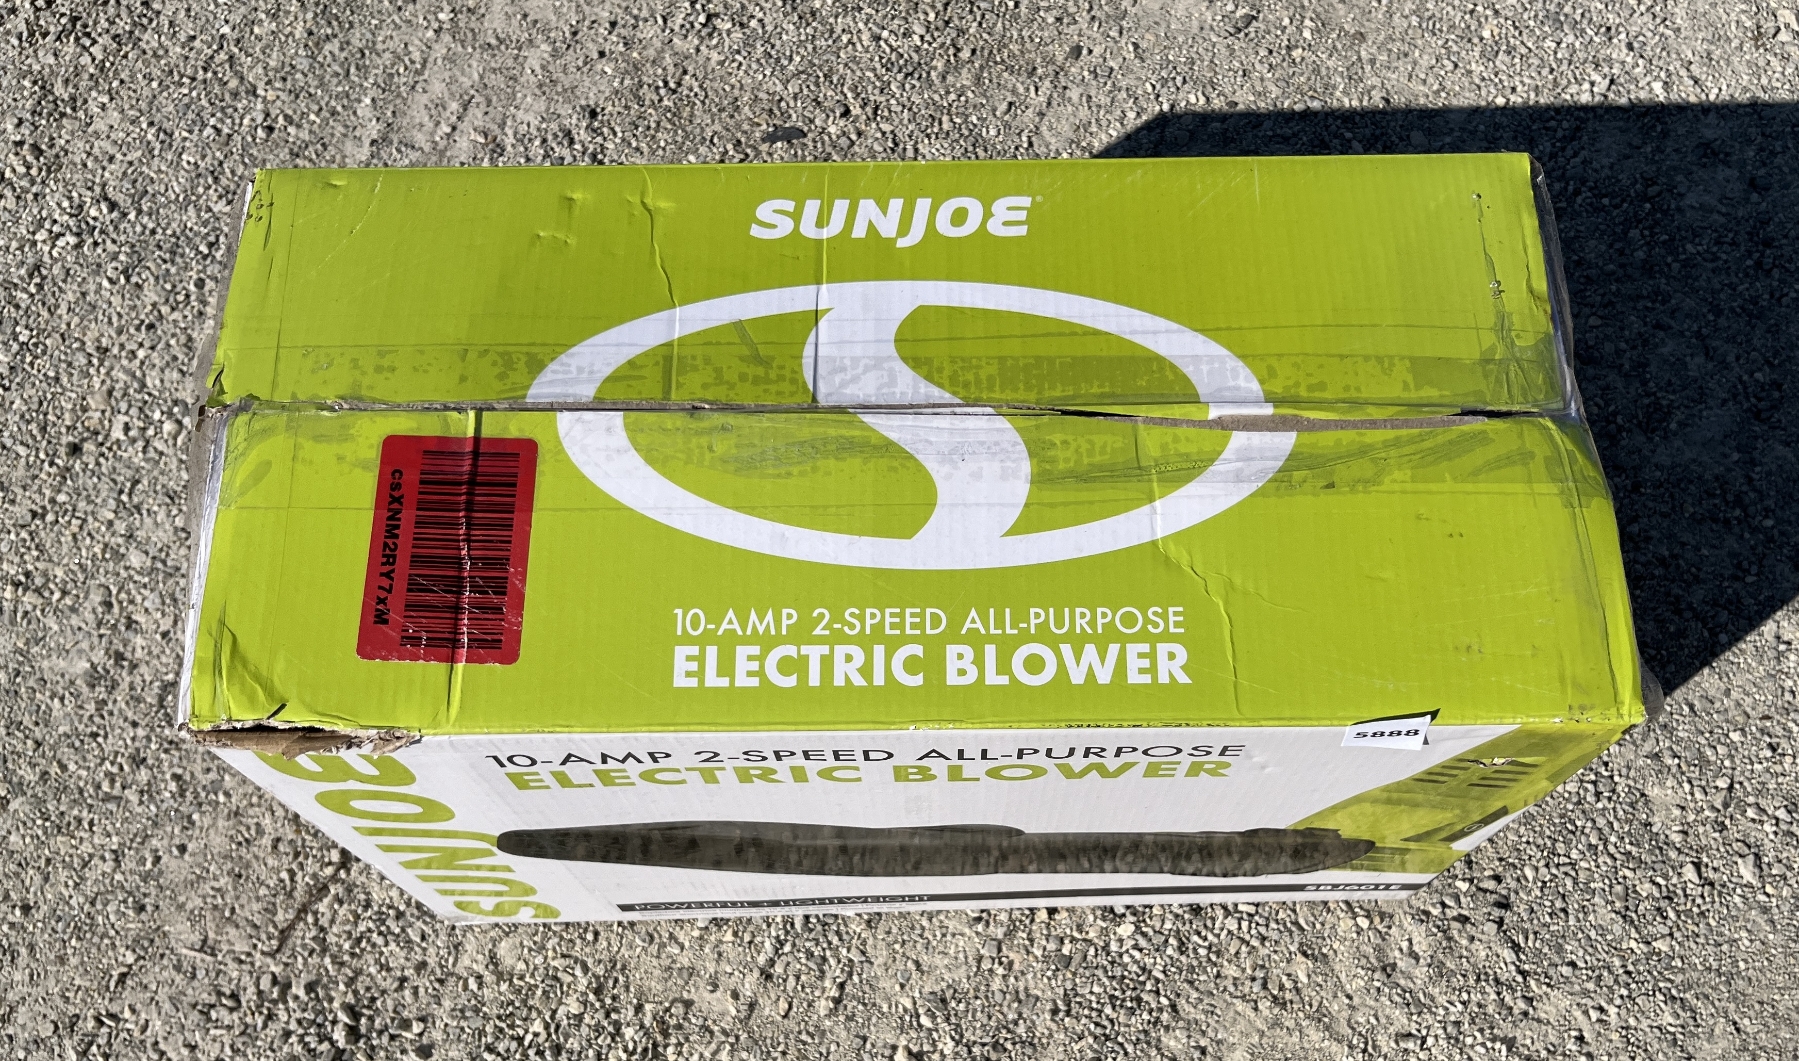 SUNJOE®
csXNMM2RY7x/M
10-AMP 2-SPEED ALL-PURPOSE
ELECTRIC BLOWER
5888
10-AMP 2-SPEED ALL-PURPOSE
ELECTRIC BLOWER
SUNJOE
POWERFUL + LIGHTWEIGHT
SBJ601E